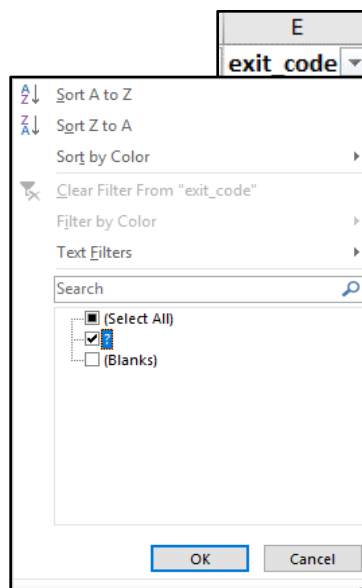 E
exit_code
Sort A to Z
Sort Z to A
Sort by Color
Clear Filter From "exit_code"
Filter by Color
Text Filters
Search
(Select All)
?
(Blanks)
OK
Cancel